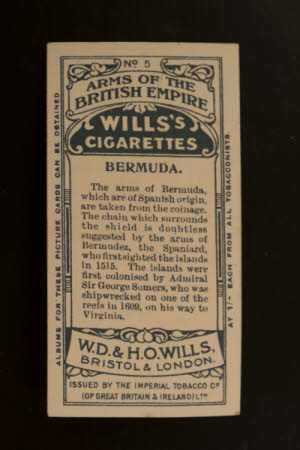 Nº 5
ARMS OF THE
BRITISH EMPIRE
WILLS'S
CIGARETTES
BERMUDA.
The arms of Bermuda,
which are of Spanish origin,
are taken from the coinage.
The chain which surrounds
the shield is doubtless
suggested by the arms of
Bermudez, the Spaniard,
who first sighted the islands
in 1515. The islands were
first colonised by Admiral
Sir George Somers, who was
shipwrecked on one of the
reefs in 1609, on his way to
Virginia.
W.D. & H.O. WILLS,
BRISTOL & LONDON.
ISSUED BY THE IMPERIAL TOBACCO Cº
(OF GREAT BRITAIN & IRELAND) LTD
ALBUMS FOR THESE PICTURE CARDS CAN BE OBTAINED
AT 1/- EACH FROM ALL TOBACCONISTS.